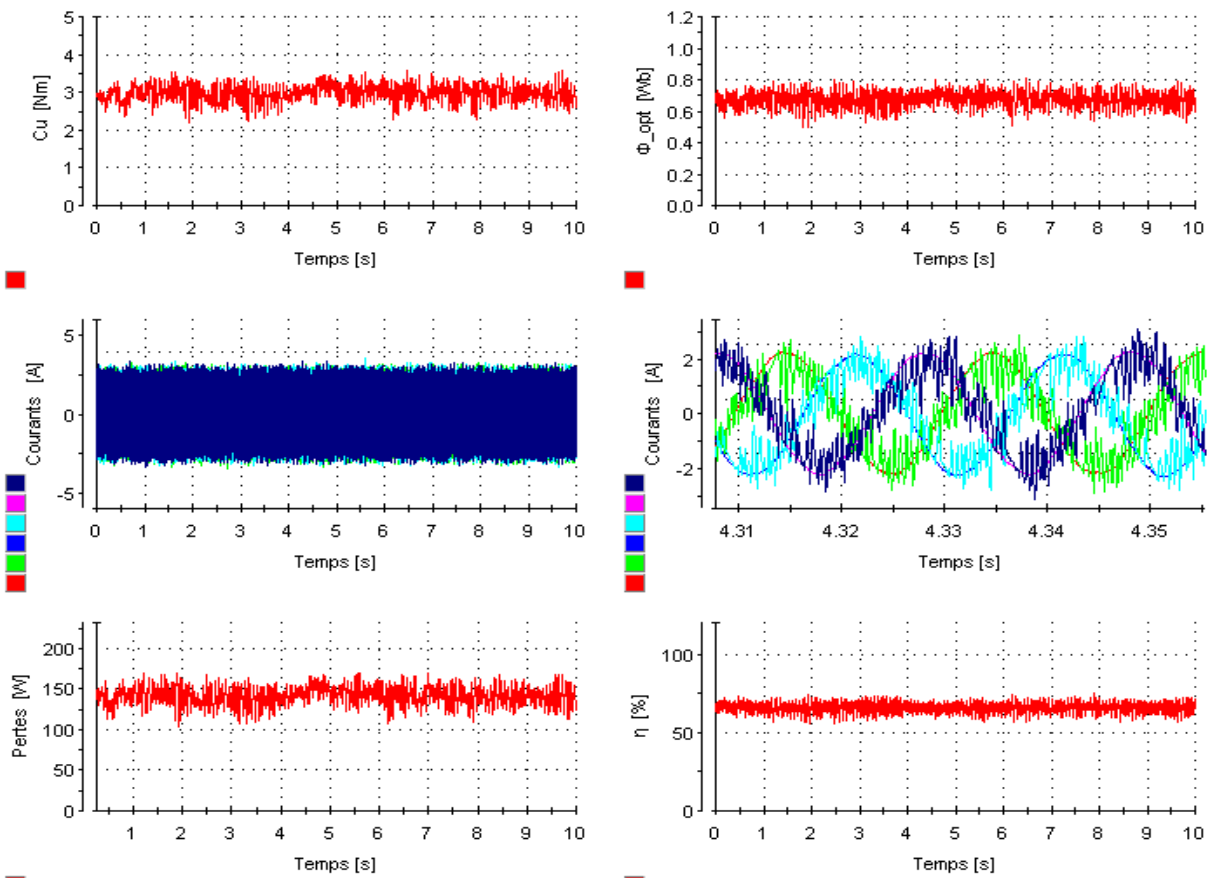 Cu [Nm]
5
4
3
2
1
0
0 1 2 3 4 5 6 7 8 9 10
Temps [s]
Φ_opt [Wb]
1.2
1.0
0.8
0.6
0.4
0.2
0.0
0 1 2 3 4 5 6 7 8 9 10
Temps [s]
Courants [A]
5
0
-5
0 1 2 3 4 5 6 7 8 9 10
Temps [s]
Courants [A]
2
0
-2
4.31 4.32 4.33 4.34 4.35
Temps [s]
Pertes [W]
200
150
100
50
0
1 2 3 4 5 6 7 8 9 10
Temps [s]
η [%]
100
50
0
0 1 2 3 4 5 6 7 8 9 10
Temps [s]